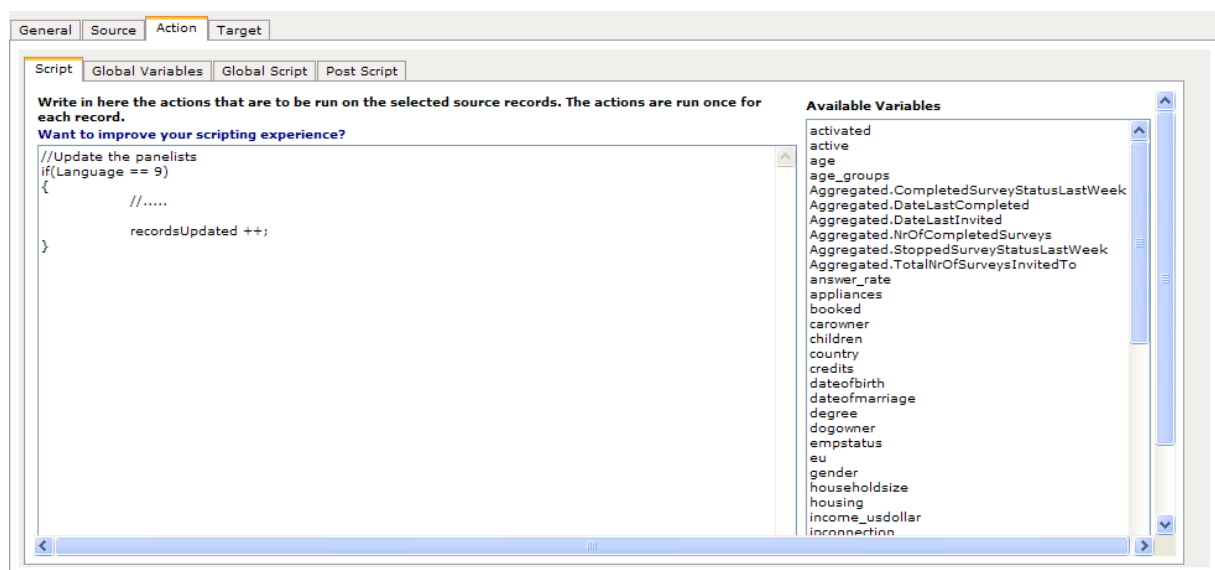 General Source Action Target
Script Global Variables Global Script Post Script
Write in here the actions that are to be run on the selected source records. The actions are run once for
each record.
Want to improve your scripting experience?
//Update the panelists
if(Language == 9)
{
//.....
recordsUpdated ++;
}
Available Variables
activated
active
age
age_groups
Aggregated.CompletedSurveyStatusLastWeek
Aggregated.DateLastCompleted
Aggregated.DateLastInvited
Aggregated.NrOfCompletedSurveys
Aggregated.StoppedSurveyStatusLastWeek
Aggregated.TotalNrOfSurveysInvitedTo
answer_rate
appliances
booked
carowner
children
country
credits
dateofbirth
dateofmarriage
degree
dogowner
empstatus
eu
gender
householdsize
housing
income_usdollar
ipconnection